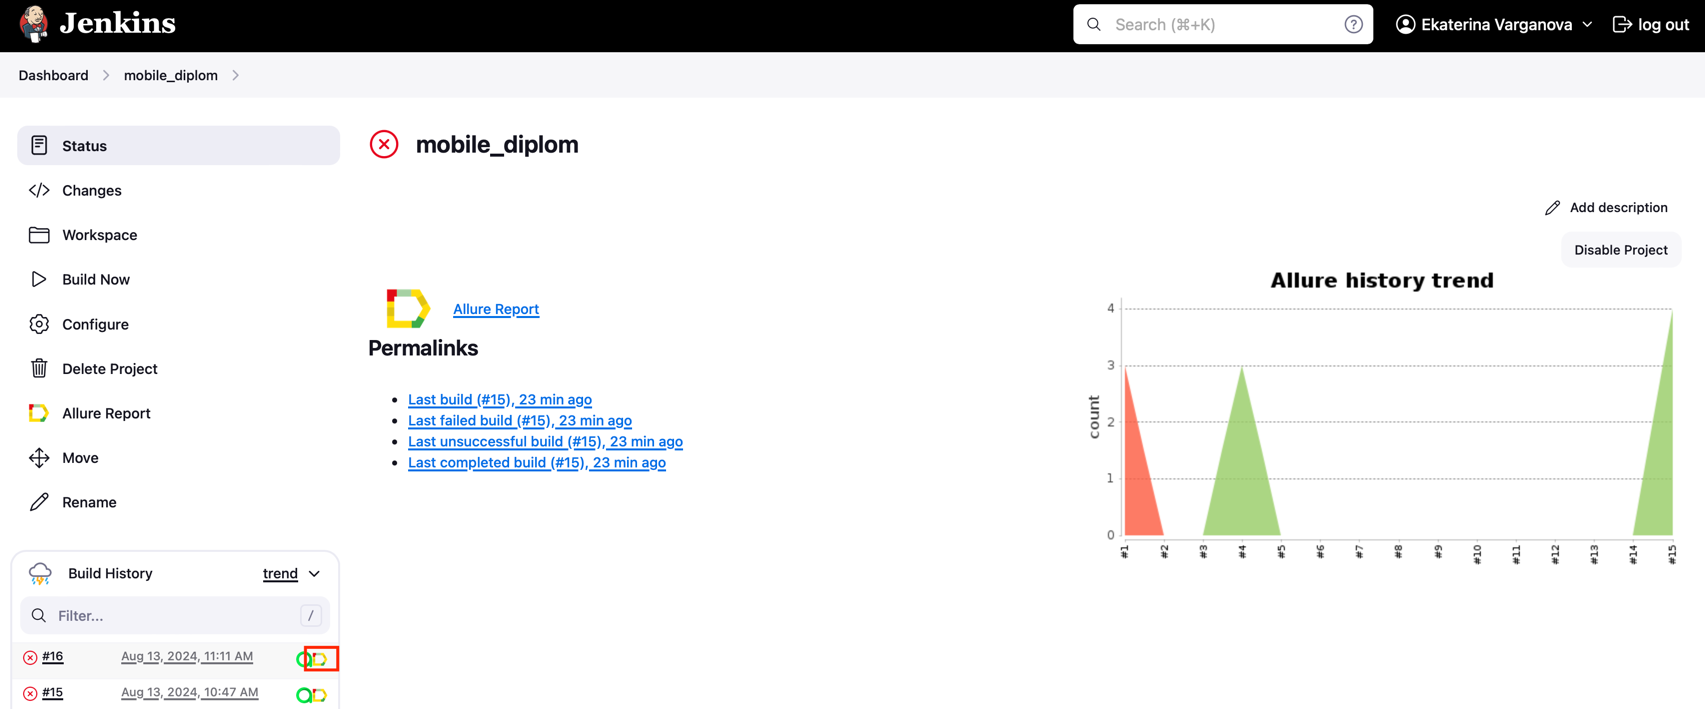 Jenkins
Search (⌘+K)
Ekaterina Varganova
log out
Dashboard
mobile_diplom
Status
Changes
Workspace
Build Now
Configure
Delete Project
Allure Report
Move
Rename
Build History
trend
Filter...
/
#16
Aug 13, 2024, 11:11 AM
#15
Aug 13, 2024, 10:47 AM
mobile_diplom
Add description
Disable Project
Allure Report
Permalinks
Last build (#15), 23 min ago
Last failed build (#15), 23 min ago
Last unsuccessful build (#15), 23 min ago
Last completed build (#15), 23 min ago
Allure history trend
count
4
3
2
1
0
#1
#2
#3
#4
#5
#6
#7
#8
#9
#10
#11
#12
#13
#14
#15